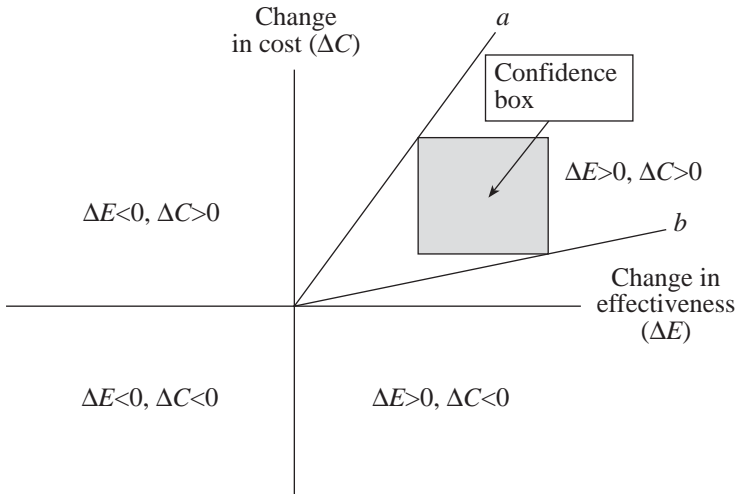 Change
in cost (ΔC)
a
Confidence
box
ΔE>0, ΔC>0
ΔE<0, ΔC>0
b
Change in
effectiveness
(ΔE)
ΔE<0, ΔC<0
ΔE>0, ΔC<0